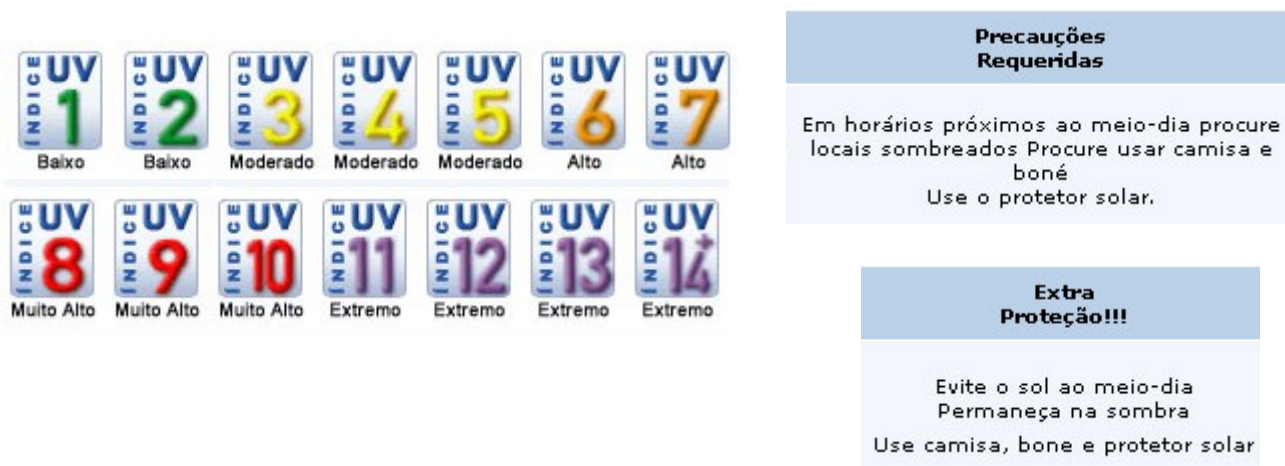 ÍNDICE UV 1 ÍNDICE UV 2 ÍNDICE UV 3 ÍNDICE UV 4 ÍNDICE UV 5 ÍNDICE UV 6 ÍNDICE UV 7
Baixo Baixo Moderado Moderado Moderado Alto Alto
ÍNDICE UV 8 ÍNDICE UV 9 ÍNDICE UV 10 ÍNDICE UV 11 ÍNDICE UV 12 ÍNDICE UV 13 ÍNDICE UV 14+
Muito Alto Muito Alto Muito Alto Extremo Extremo Extremo Extremo
Precauções
Requeridas
Em horários próximos ao meio-dia procure
locais sombreados Procure usar camisa e
boné
Use o protetor solar.
Extra
Proteção!!!
Evite o sol ao meio-dia
Permaneça na sombra
Use camisa, bone e protetor solar